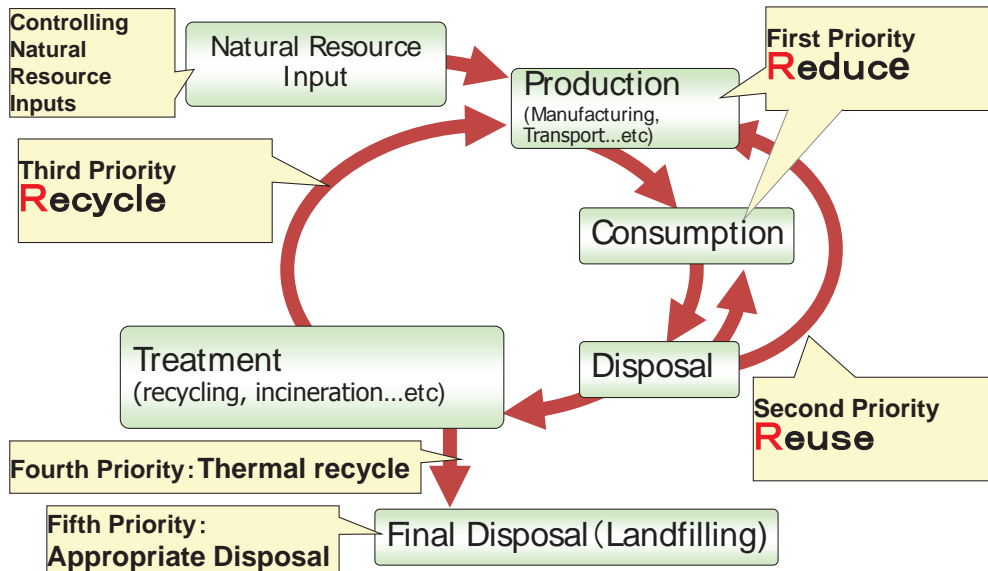 Controlling
Natural
Resource
Inputs
Natural Resource
Input
Production
(Manufacturing,
Transport...etc)
First Priority
Reduce
Third Priority
Recycle
Consumption
Treatment
(recycling, incineration...etc)
Disposal
Second Priority
Reuse
Fourth Priority: Thermal recycle
Fifth Priority:
Appropriate Disposal
Final Disposal (Landfilling)